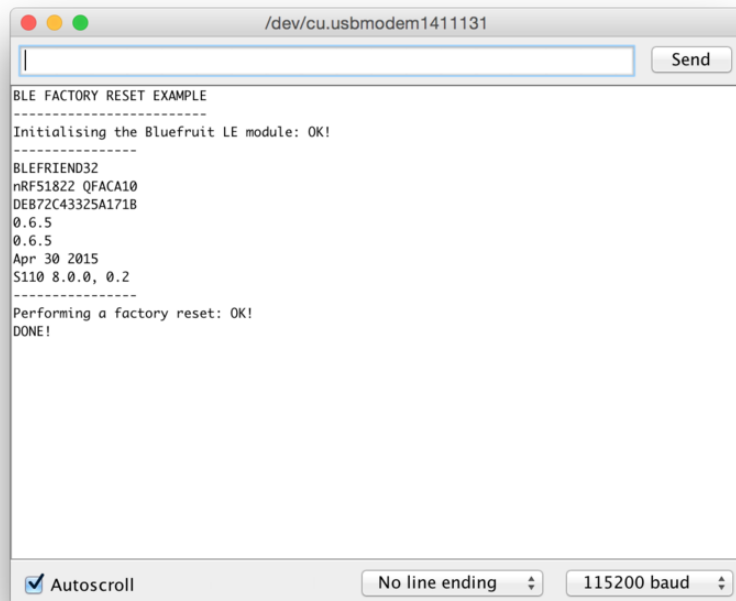 /dev/cu.usbmodem1411131
Send
BLE FACTORY RESET EXAMPLE
-------------------------
Initialising the Bluefruit LE module: OK!
----------------
BLEFRIEND32
nRF51822 QFACA10
DEB72C43325A171B
0.6.5
0.6.5
Apr 30 2015
S110 8.0.0, 0.2
----------------
Performing a factory reset: OK!
DONE!
Autoscroll
No line ending
115200 baud